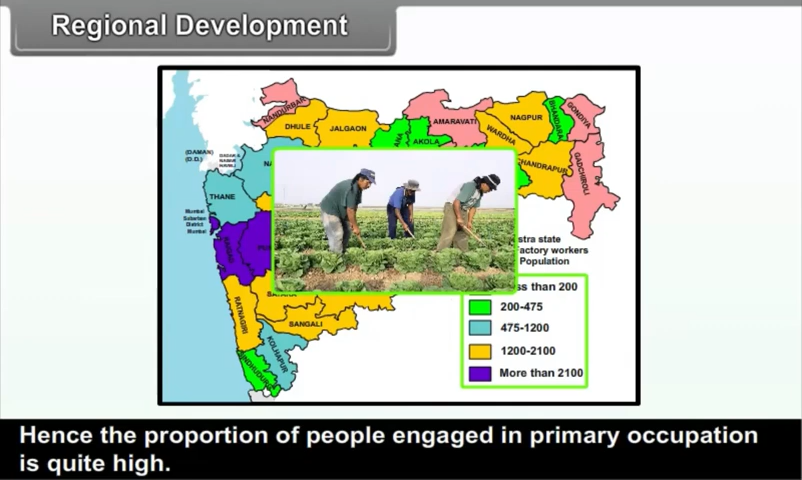 Regional Development
NANDURBAR
DHULE
JALGAON
AMARAVATI
NAGPUR
BHANDARA
GONDIYA
WARDHA
AKOLA
CHANDRAPUR
GADCHIROLI
(DAMAN)
(D.D.)
THANE
Mumbai
Suburban
District
Mumbai
RATNAGIRI
SANGALI
KOLHAPUR
stra state
actory workers
Population
ss than 200
200-475
475-1200
1200-2100
More than 2100
Hence the proportion of people engaged in primary occupation
is quite high.